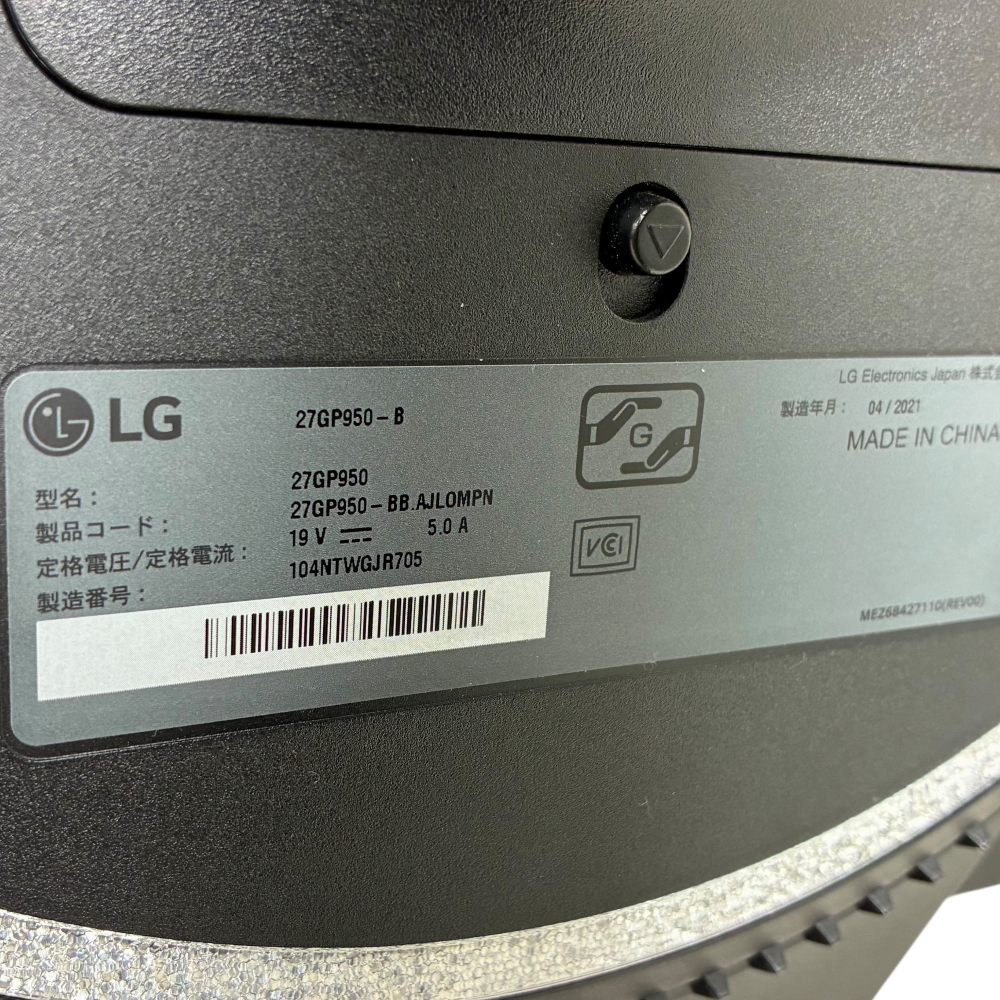 LG
27GP950-B
型名： 27GP950
製品コード： 27GP950-BB.AJLOMPN
定格電圧/定格電流： 19 V 5.0 A
製造番号： 104NTWGJR705
G
VCCI
LG Electronics Japan 株式会
製造年月： 04 / 2021
MADE IN CHINA
MEZ68427110(REV00)